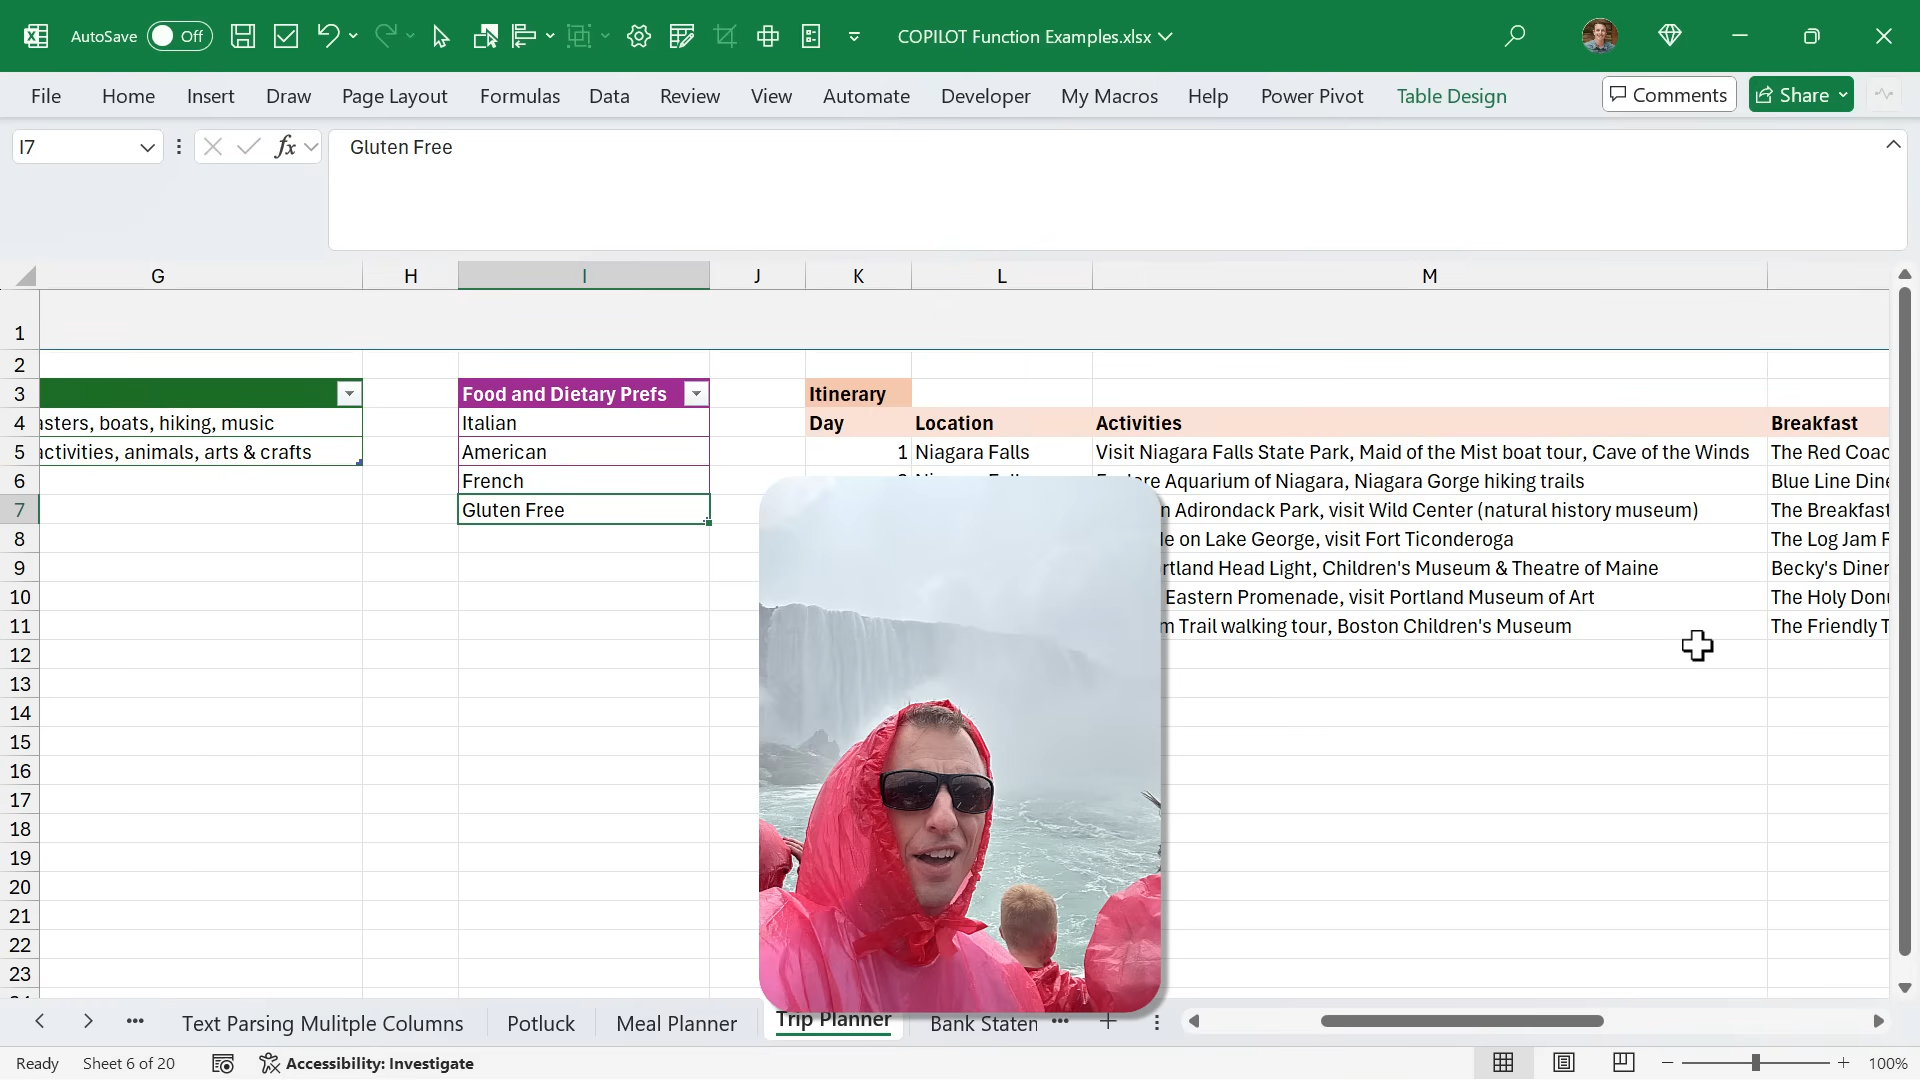 AutoSave Off COPILOT Function Examples.xlsx
File Home Insert Draw Page Layout Formulas Data Review View Automate Developer My Macros Help Power Pivot Table Design Comments Share
I7 fx Gluten Free
G H I J K L M
1
2
3 Food and Dietary Prefs Itinerary
4 asters, boats, hiking, music Italian Day Location Activities Breakfast
5 activities, animals, arts & crafts American 1 Niagara Falls Visit Niagara Falls State Park, Maid of the Mist boat tour, Cave of the Winds The Red Coac
6 French Aquarium of Niagara, Niagara Gorge hiking trails Blue Line Dine
7 Gluten Free n Adirondack Park, visit Wild Center (natural history museum) The Breakfast
8 e on Lake George, visit Fort Ticonderoga The Log Jam R
9 rtland Head Light, Children's Museum & Theatre of Maine Becky's Diner
10 Eastern Promenade, visit Portland Museum of Art The Holy Donu
11 m Trail walking tour, Boston Children's Museum The Friendly T
12
13
14
15
16
17
18
19
20
21
22
23
Text Parsing Mulitple Columns Potluck Meal Planner Trip Planner Bank Staten
Ready Sheet 6 of 20 Accessibility: Investigate 100%